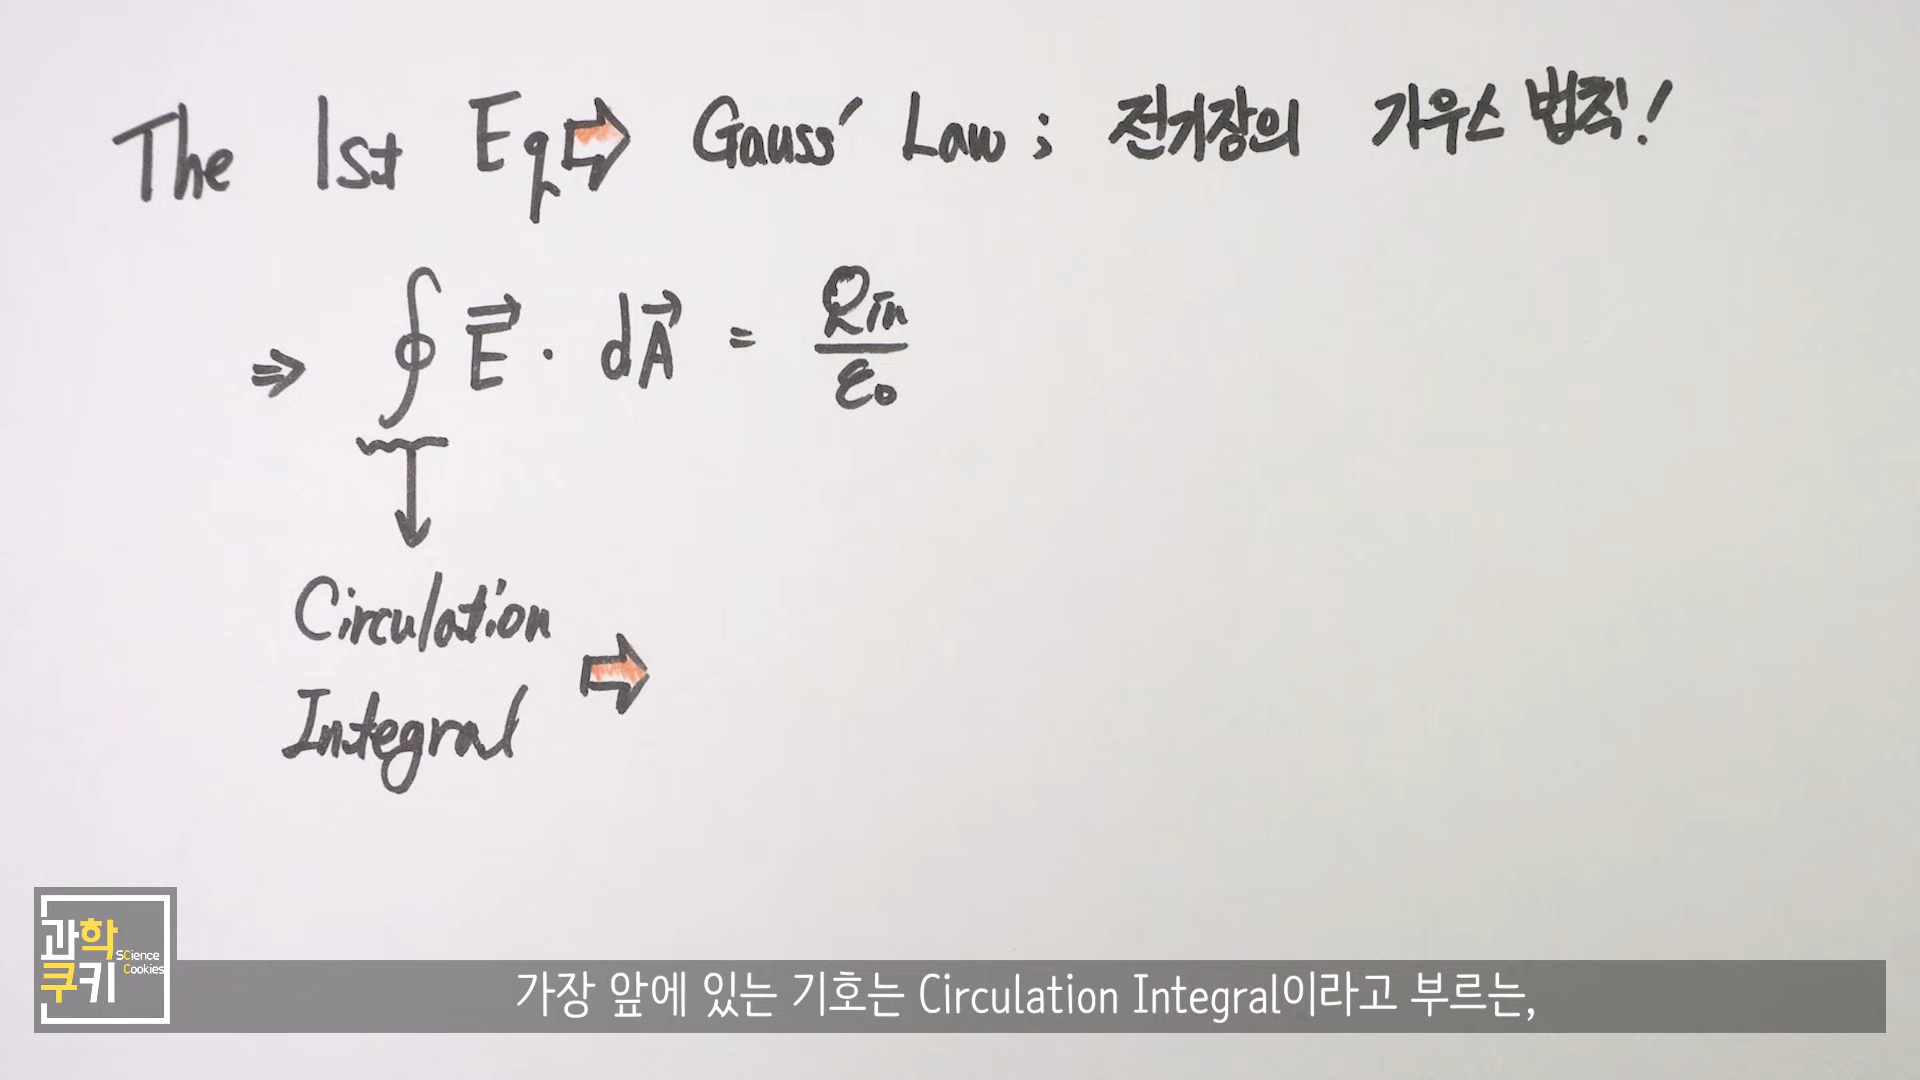 The 1st Eq ⇨ Gauss' Law ; 전기장의 가우스 법칙!
⇒ ∮ E⃗ · dA⃗ = Qin/ε₀
Circulation
Integral
과학
쿠키
Science
Cookies
가장 앞에 있는 기호는 Circulation Integral이라고 부르는,